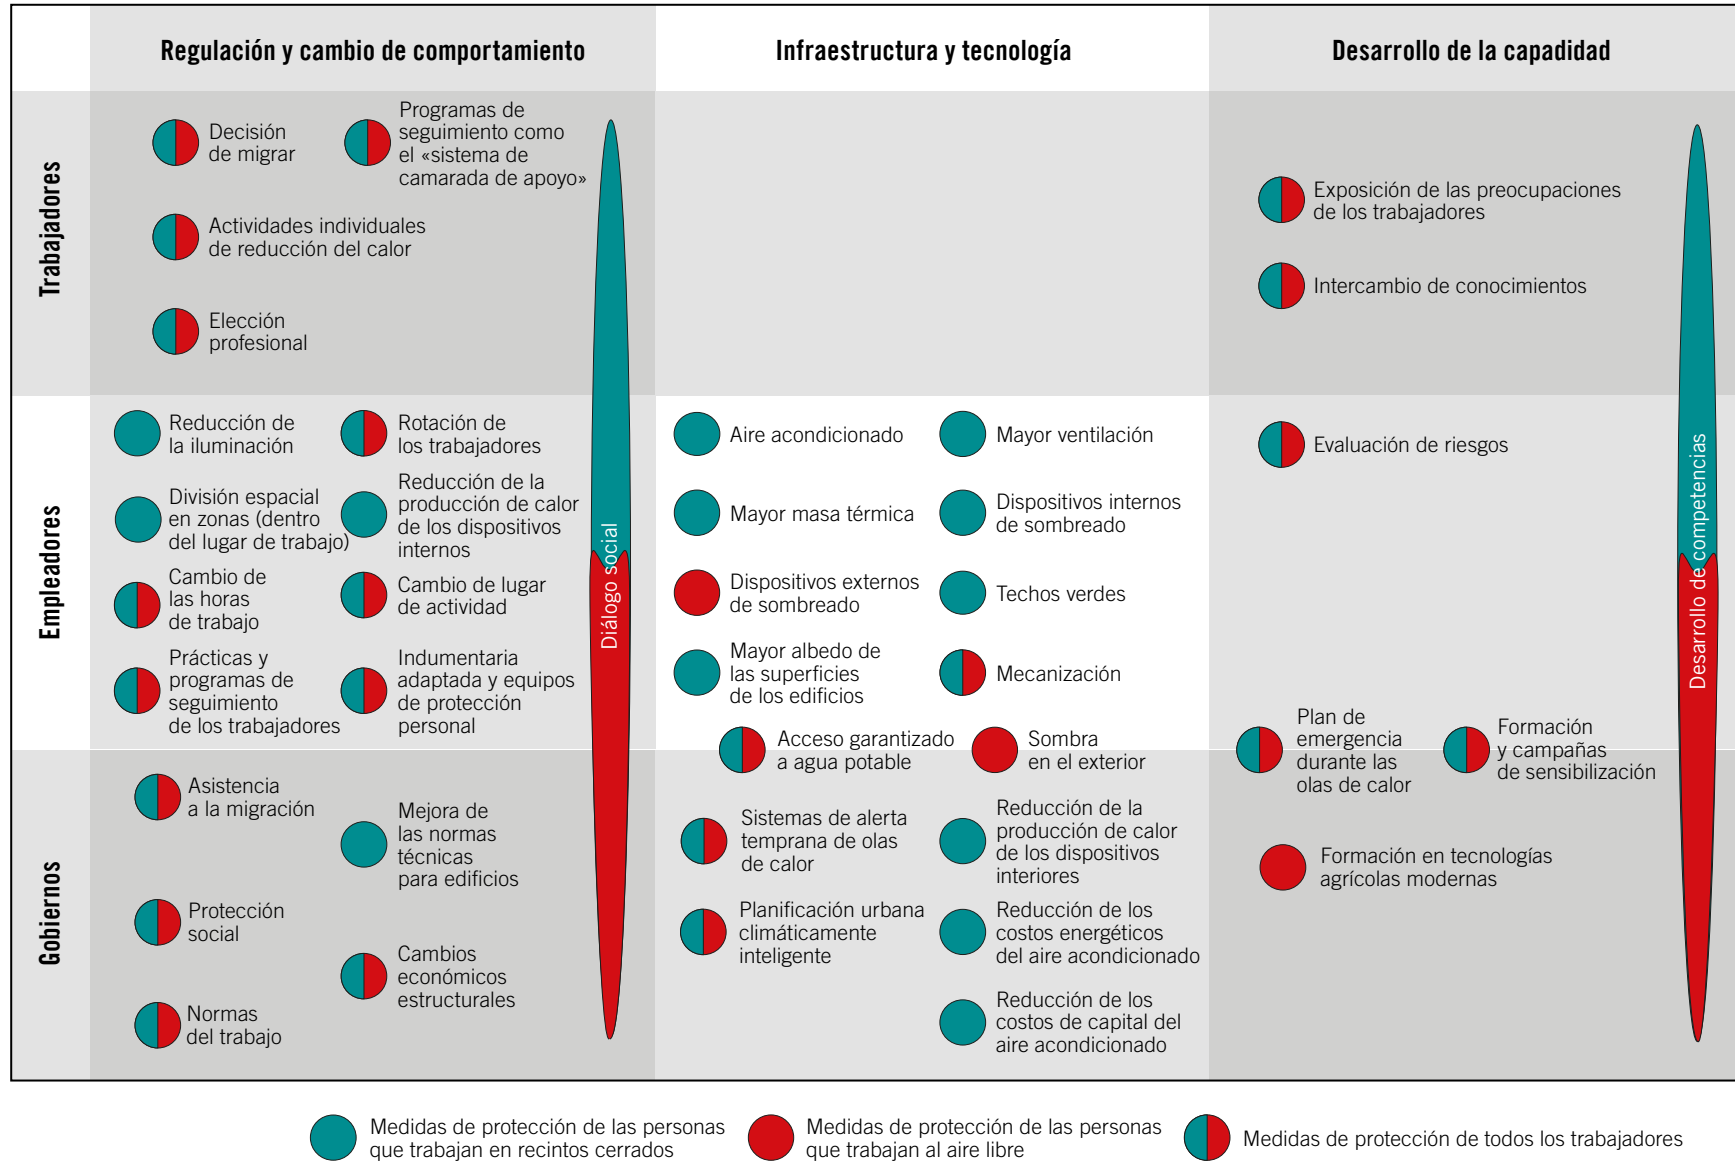 Regulación y cambio de comportamiento
Infraestructura y tecnología
Desarrollo de la capadidad
Trabajadores
Decisión
de migrar
Programas de
seguimiento como
el «sistema de
camarada de apoyo»
Actividades individuales
de reducción del calor
Elección
profesional
Exposición de las preocupaciones
de los trabajadores
Intercambio de conocimientos
Empleadores
Reducción de
la iluminación
Rotación de
los trabajadores
División espacial
en zonas (dentro
del lugar de trabajo)
Reducción de la
producción de calor
de los dispositivos
internos
Cambio de
las horas
de trabajo
Cambio de lugar
de actividad
Prácticas y
programas de
seguimiento
de los trabajadores
Indumentaria
adaptada y equipos
de protección
personal
Diálogo social
Aire acondicionado
Mayor ventilación
Mayor masa térmica
Dispositivos internos
de sombreado
Dispositivos externos
de sombreado
Techos verdes
Mayor albedo de
las superficies
de los edificios
Mecanización
Acceso garantizado
a agua potable
Sombra
en el exterior
Evaluación de riesgos
Plan de
emergencia
durante las
olas de calor
Formación
y campañas
de sensibilización
Desarrollo de competencias
Gobiernos
Asistencia
a la migración
Mejora de
las normas
técnicas
para edificios
Protección
social
Cambios
económicos
estructurales
Normas
del trabajo
Sistemas de alerta
temprana de olas
de calor
Reducción de la
producción de calor
de los dispositivos
interiores
Planificación urbana
climáticamente
inteligente
Reducción de los
costos energéticos
del aire acondicionado
Reducción de los
costos de capital del
aire acondicionado
Formación en tecnologías
agrícolas modernas
Medidas de protección de las personas
que trabajan en recintos cerrados
Medidas de protección de las personas
que trabajan al aire libre
Medidas de protección de todos los trabajadores